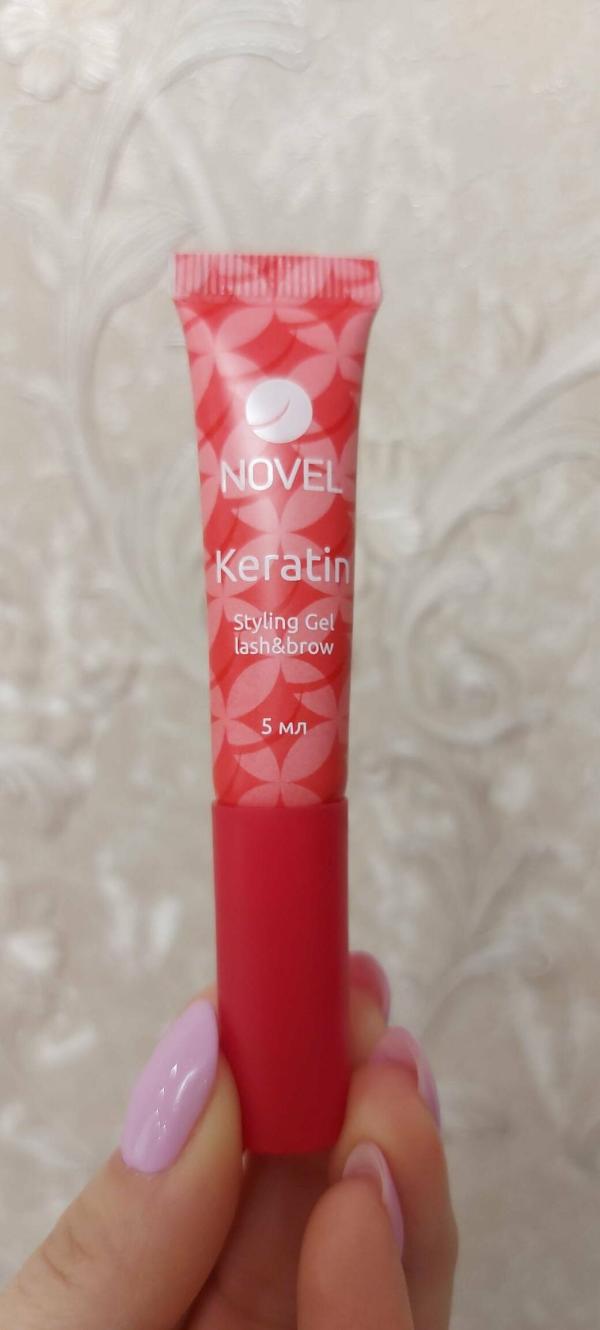 NOVEL
Keratin
Styling Gel
lash&brow
5 мл